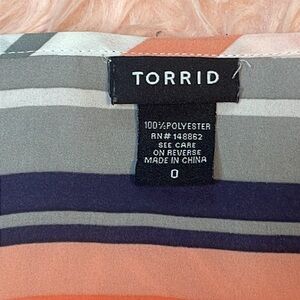 TORRID
100% POLYESTER
RN# 148862
SEE CARE
ON REVERSE
MADE IN CHINA
0